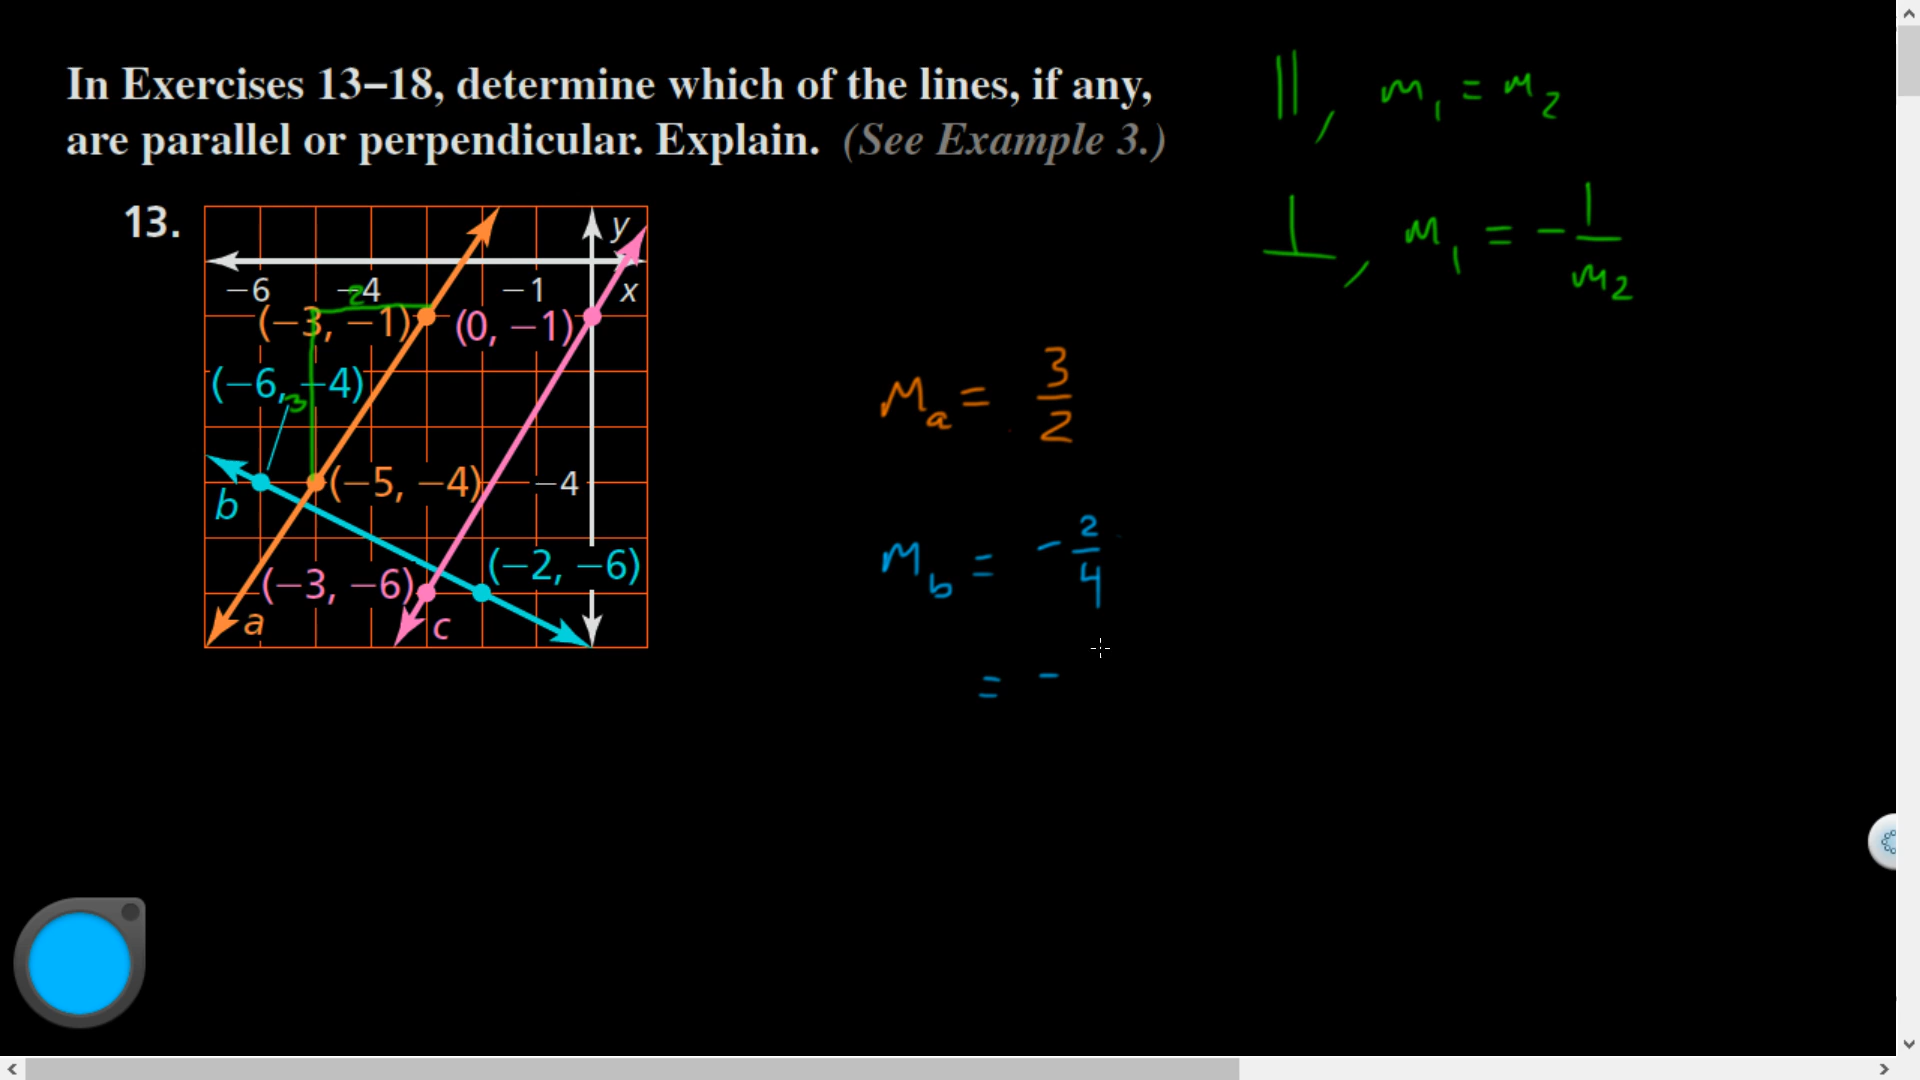 In Exercises 13–18, determine which of the lines, if any,
are parallel or perpendicular. Explain. (See Example 3.)
||, m₁ = m₂
⊥, m₁ = -1/m₂
13.
y
−6 −4 −1 x
2
(−3, −1) (0, −1)
(−6, −4)
3
b (−5, −4) −4
(−2, −6)
(−3, −6)
a c
mₐ = 3/2
m_b = -2/4
= -